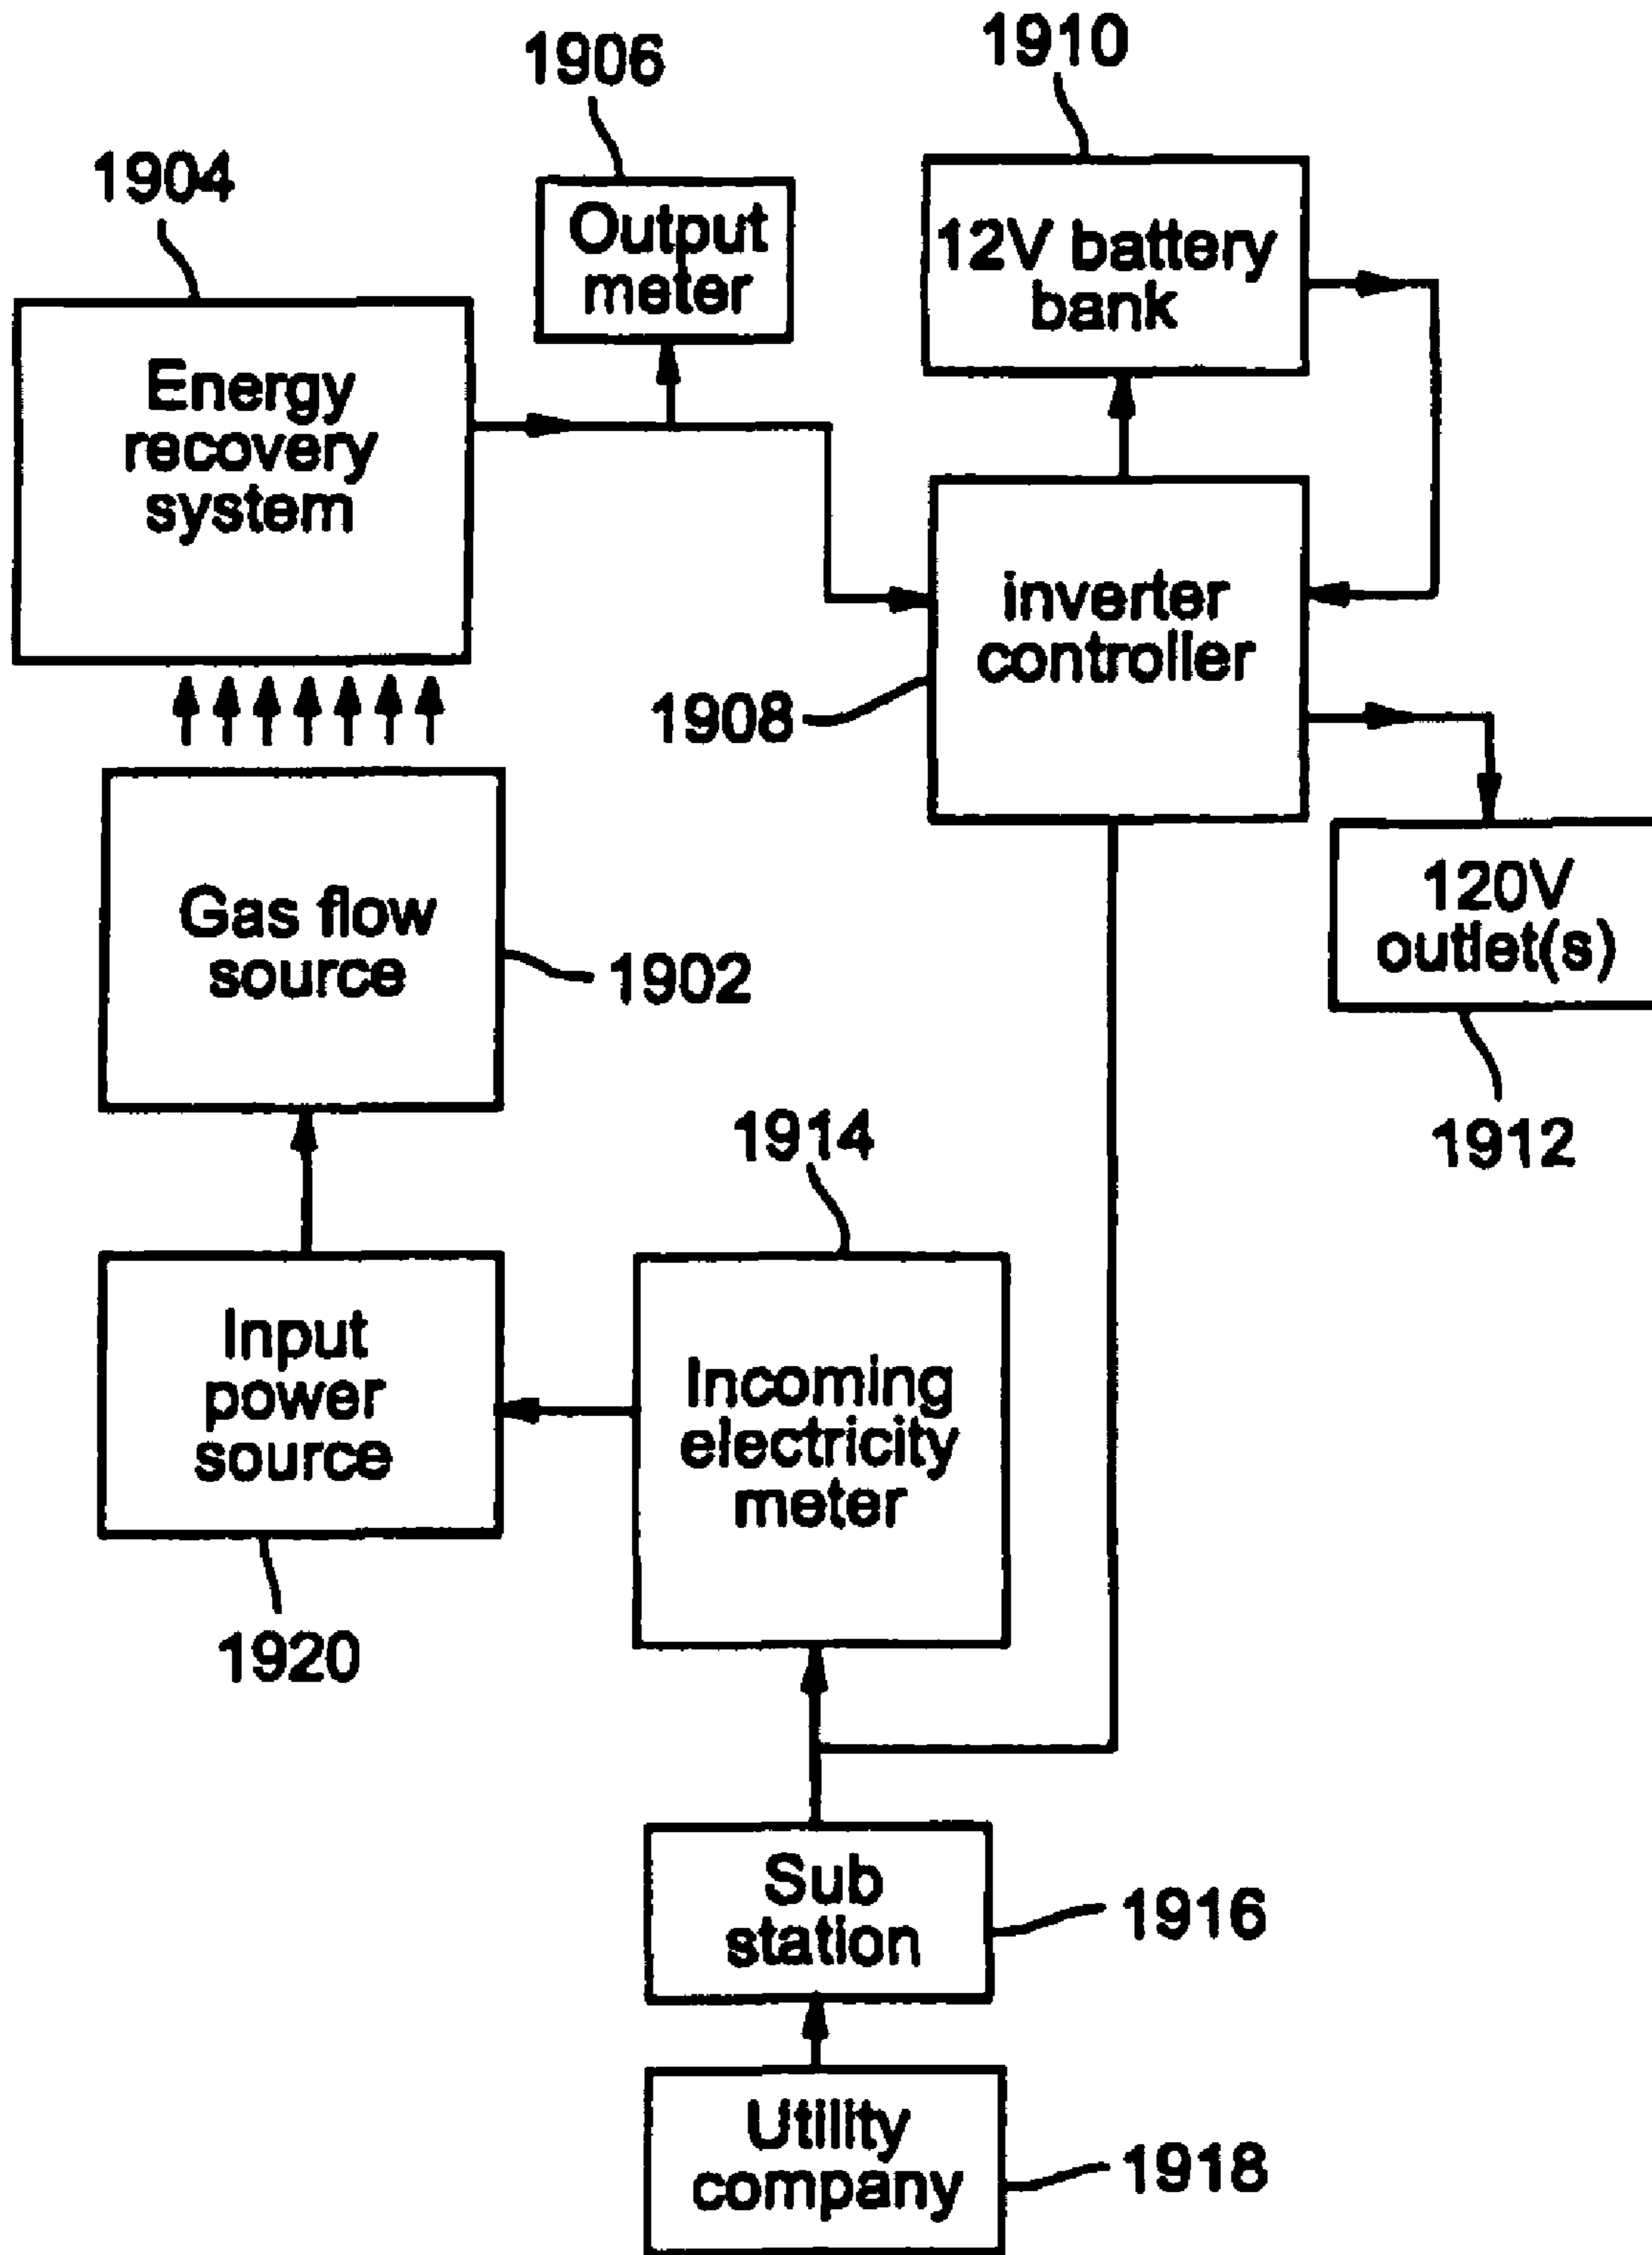 1910
1906
1904
Output
meter
12V battery
bank
Energy
recovery
system
inverter
controller
1908
120V
outlet(s)
Gas flow
source
1902
1912
1914
Input
power
source
Incoming
electricity
meter
1920
Sub
station
1916
Utility
company
1918